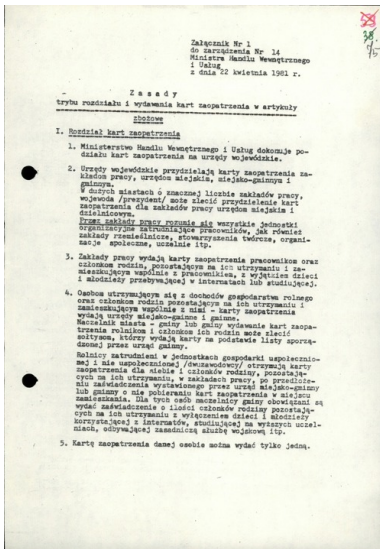 Załącznik Nr 1
do zarządzenia Nr 14
Ministra Handlu Wewnętrznego
i Usług
z dnia 22 kwietnia 1981 r.
Zasady
trybu rozdziału i wydawania kart zaopatrzenia w artykuły
zbożowe
I. Rozdział kart zaopatrzenia
1. Ministerstwo Handlu Wewnętrznego i Usług dokonuje po-
działu kart zaopatrzenia na urzędy wojewódzkie.
2. Urzędy wojewódzkie przydzielają karty zaopatrzenia za-
kładom pracy, urzędom miejskim, miejsko-gminnym i
gminnym.
W dużych miastach o znacznej liczbie zakładów pracy,
wojewoda /prezydent/ może zlecić przydzielenie kart
zaopatrzenia dla zakładów pracy urzędom miejskim i
dzielnicowym.
Przez zakłady pracy rozumie się wszystkie jednostki
organizacyjne zatrudniające pracowników, jak również
zakłady rzemieślnicze, stowarzyszenia twórcze, organi-
zacje społeczne, uczelnie itp.
3. Zakłady pracy wydają karty zaopatrzenia pracownikom oraz
członkom rodzin, pozostającym na ich utrzymaniu i za-
mieszkującym wspólnie z pracownikiem, z wyjątkiem dzieci
i młodzieży przebywającej w internatach lub studiującej.
4. Osobom utrzymującym się z dochodów gospodarstwa rolnego
oraz członkom rodzin pozostającym na ich utrzymaniu i
zamieszkującym wspólnie z nimi - karty zaopatrzenia
wydają urzędy miejsko-gminne i gminne.
Naczelnik miasta - gminy lub gminy wydawanie kart zaopa-
trzenia rolnikom i członkom ich rodzin może zlecić
sołtysom, którzy wydają karty na podstawie listy sporzą-
dzonej przez urząd gminny.
Rolnicy zatrudnieni w jednostkach gospodarki uspołecznio-
nej i nie uspołecznionej /dwuzawodowcy/ otrzymują karty
zaopatrzenia dla siebie i członków rodziny, pozostają-
cych na ich utrzymaniu, w zakładach pracy, po przedłoże-
niu zaświadczenia wystawionego przez urząd miejsko-gminny
lub gminny o nie pobieraniu kart zaopatrzenia w miejscu
zamieszkania. Dla tych osób naczelnicy gminy obowiązani są
wydać zaświadczenie o ilości członków rodziny pozostają-
cych na ich utrzymaniu z wyłączeniem dzieci i młodzieży
korzystającej z internatów, studiującej na wyższych uczel-
niach, odbywającej zasadniczą służbę wojskową itp.
5. Kartę zaopatrzenia danej osobie można wydać tylko jedną.